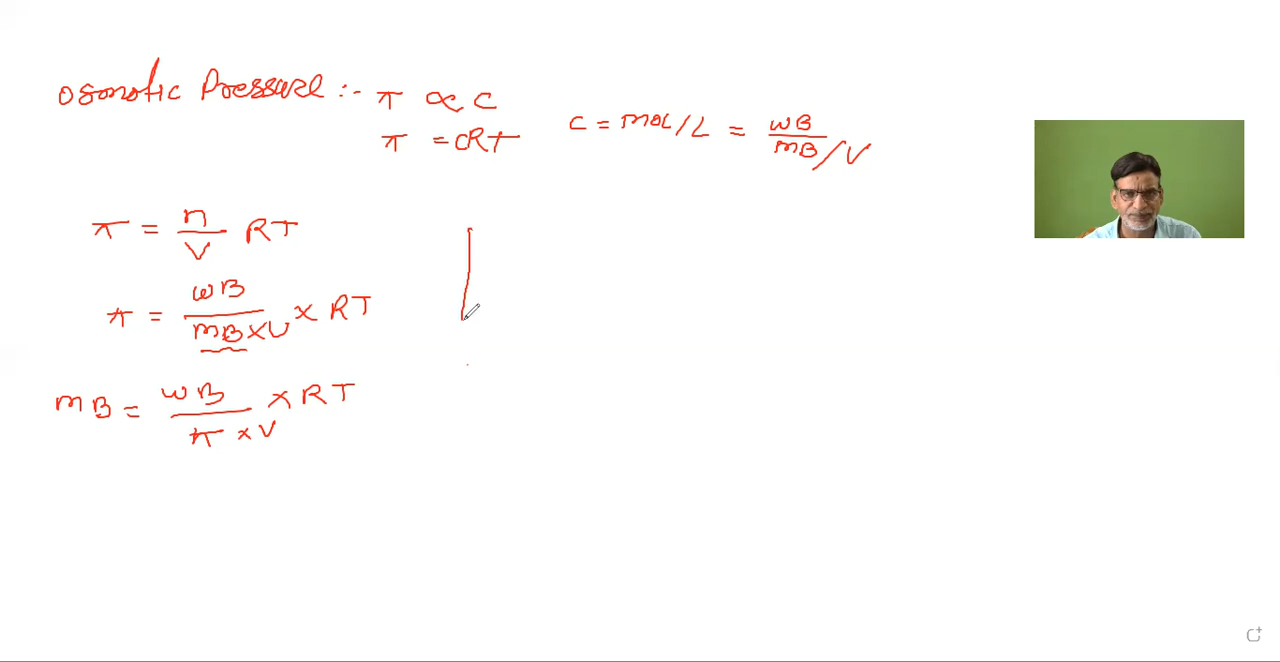 Osmotic Pressure :- π ∝ C
π = CRT
C = mol/L = WB/MB/V
π = n/V RT
π = WB/MB×V × RT
MB = WB/π×V × RT